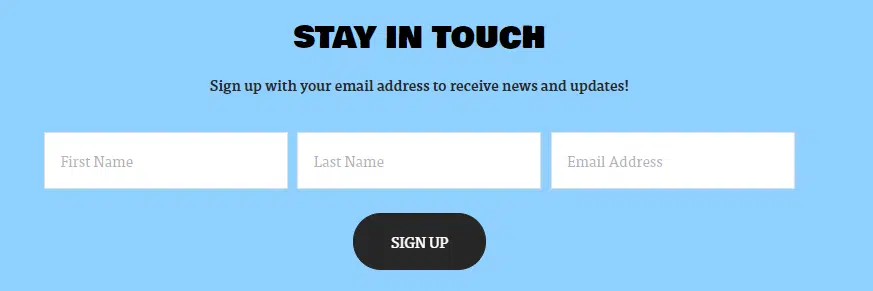 STAY IN TOUCH
Sign up with your email address to receive news and updates!
First Name Last Name Email Address
SIGN UP